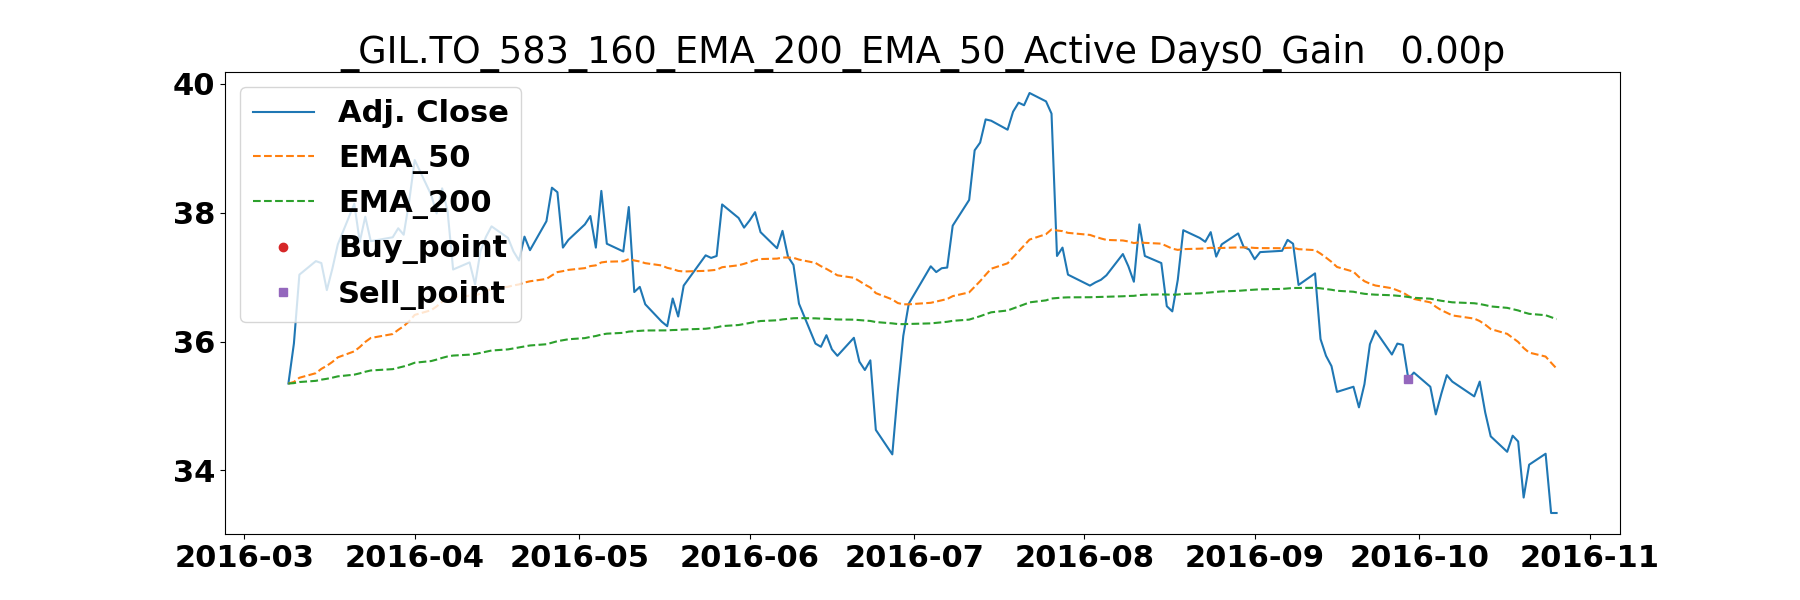 _GIL.TO_583_160_EMA_200_EMA_50_Active Days0_Gain   0.00p
40
38
36
34
Adj. Close
EMA_50
EMA_200
Buy_point
Sell_point
2016-03 2016-04 2016-05 2016-06 2016-07 2016-08 2016-09 2016-10 2016-11